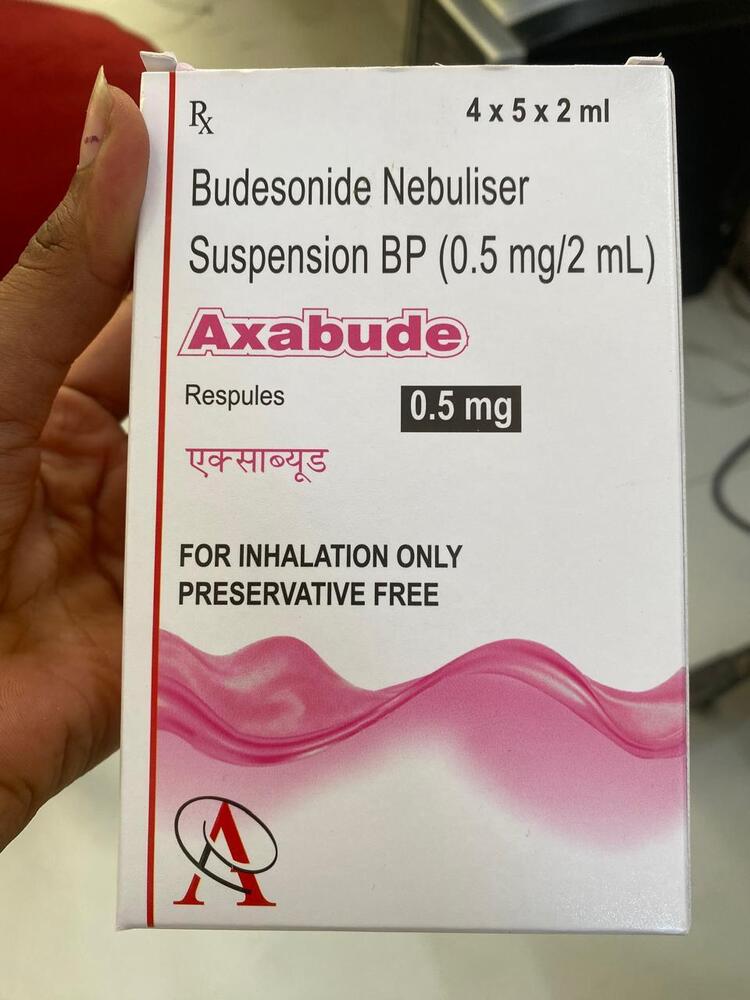 Rx
4 x 5 x 2 ml
Budesonide Nebuliser
Suspension BP (0.5 mg/2 mL)
Axabude
Respules
0.5 mg
एक्साब्यूड
FOR INHALATION ONLY
PRESERVATIVE FREE
A